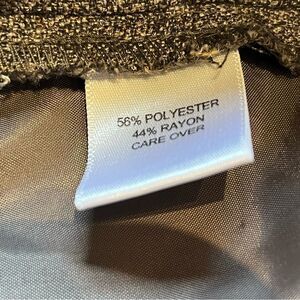 56% POLYESTER
44% RAYON
CARE OVER